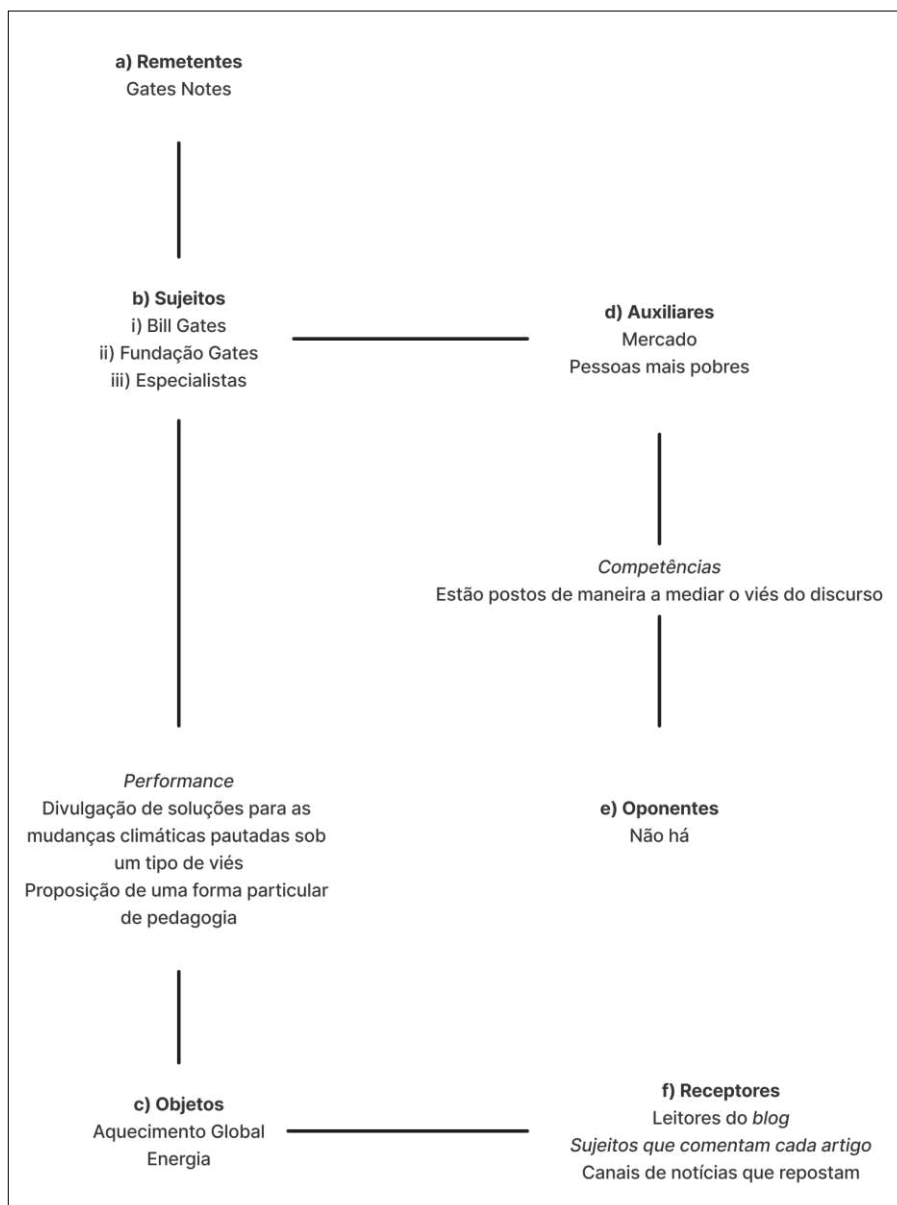 a) Remetentes
Gates Notes
b) Sujeitos
i) Bill Gates
ii) Fundação Gates
iii) Especialistas
d) Auxiliares
Mercado
Pessoas mais pobres
Competências
Estão postos de maneira a mediar o viés do discurso
Performance
Divulgação de soluções para as
mudanças climáticas pautadas sob
um tipo de viés
Proposição de uma forma particular
de pedagogia
e) Oponentes
Não há
c) Objetos
Aquecimento Global
Energia
f) Receptores
Leitores do blog
Sujeitos que comentam cada artigo
Canais de notícias que repostam